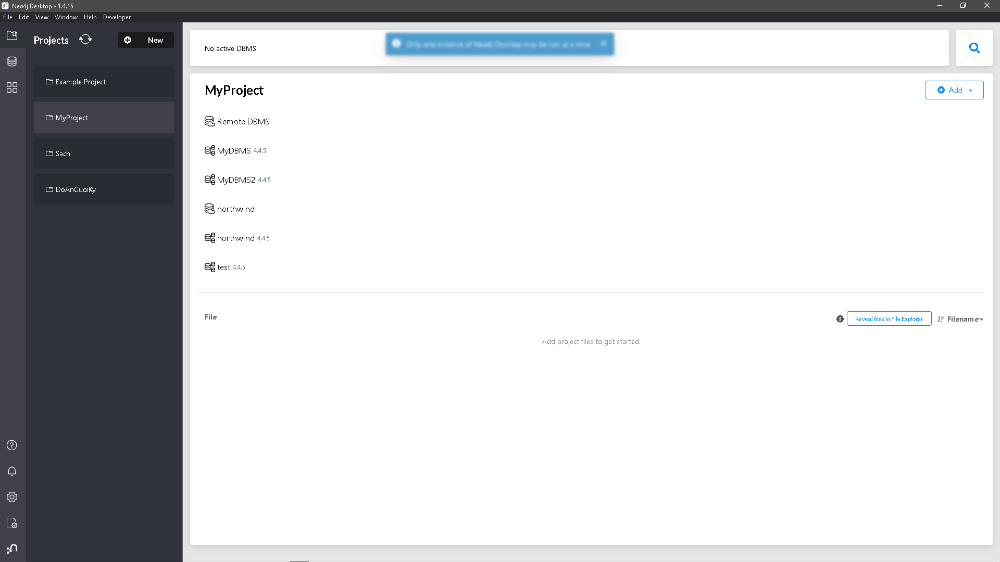 Neo4j Desktop - 1.4.15
File Edit View Window Help Developer
Projects
New
Example Project
MyProject
Sach
DoAnCuoiKy
No active DBMS
Only one instance of Neo4j Desktop may be run at a time
MyProject
Add
Remote DBMS
MyDBMS 4.4.5
MyDBMS2 4.4.5
northwind
northwind 4.4.5
test 4.4.5
File
Reveal files in File Explorer
Filename
Add project files to get started.